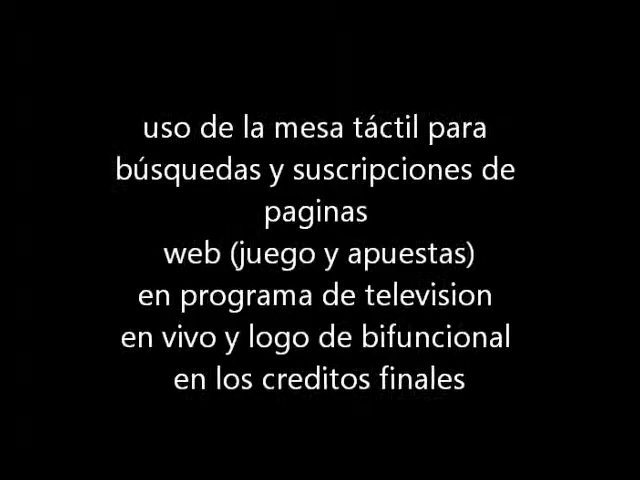 uso de la mesa táctil para
búsquedas y suscripciones de
paginas
web (juego y apuestas)
en programa de television
en vivo y logo de bifuncional
en los creditos finales